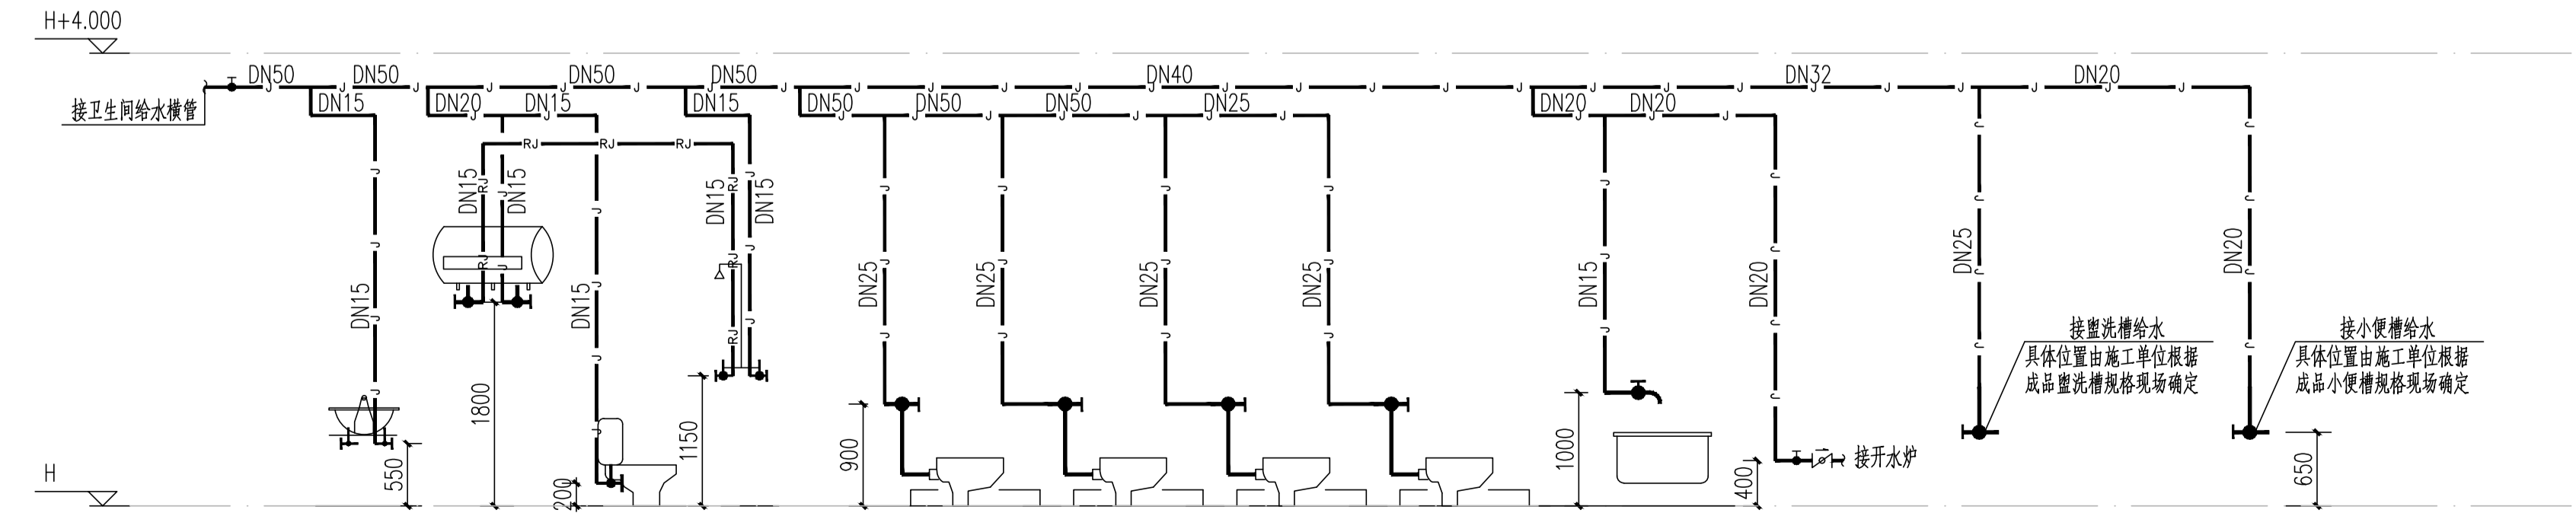 H+4.000
DN50
DN50
DN50
DN50
DN40
DN32
DN20
J J J J J J J J J J J J J J J J J J J J J J J J
接卫生间给水横管
DN15
DN20
DN15
DN15
DN50
DN50
DN50
DN25
DN20
DN20
J J J J J J J J J
RJ RJ RJ
DN15
DN15
DN15
DN15
DN15
DN15
DN25
DN25
DN25
DN25
DN15
DN20
DN25
DN20
接盥洗槽给水
具体位置由施工单位根据
成品盥洗槽规格现场确定
接小便槽给水
具体位置由施工单位根据
成品小便槽规格现场确定
接开水炉
H
550
1800
200
1150
900
1000
400
650